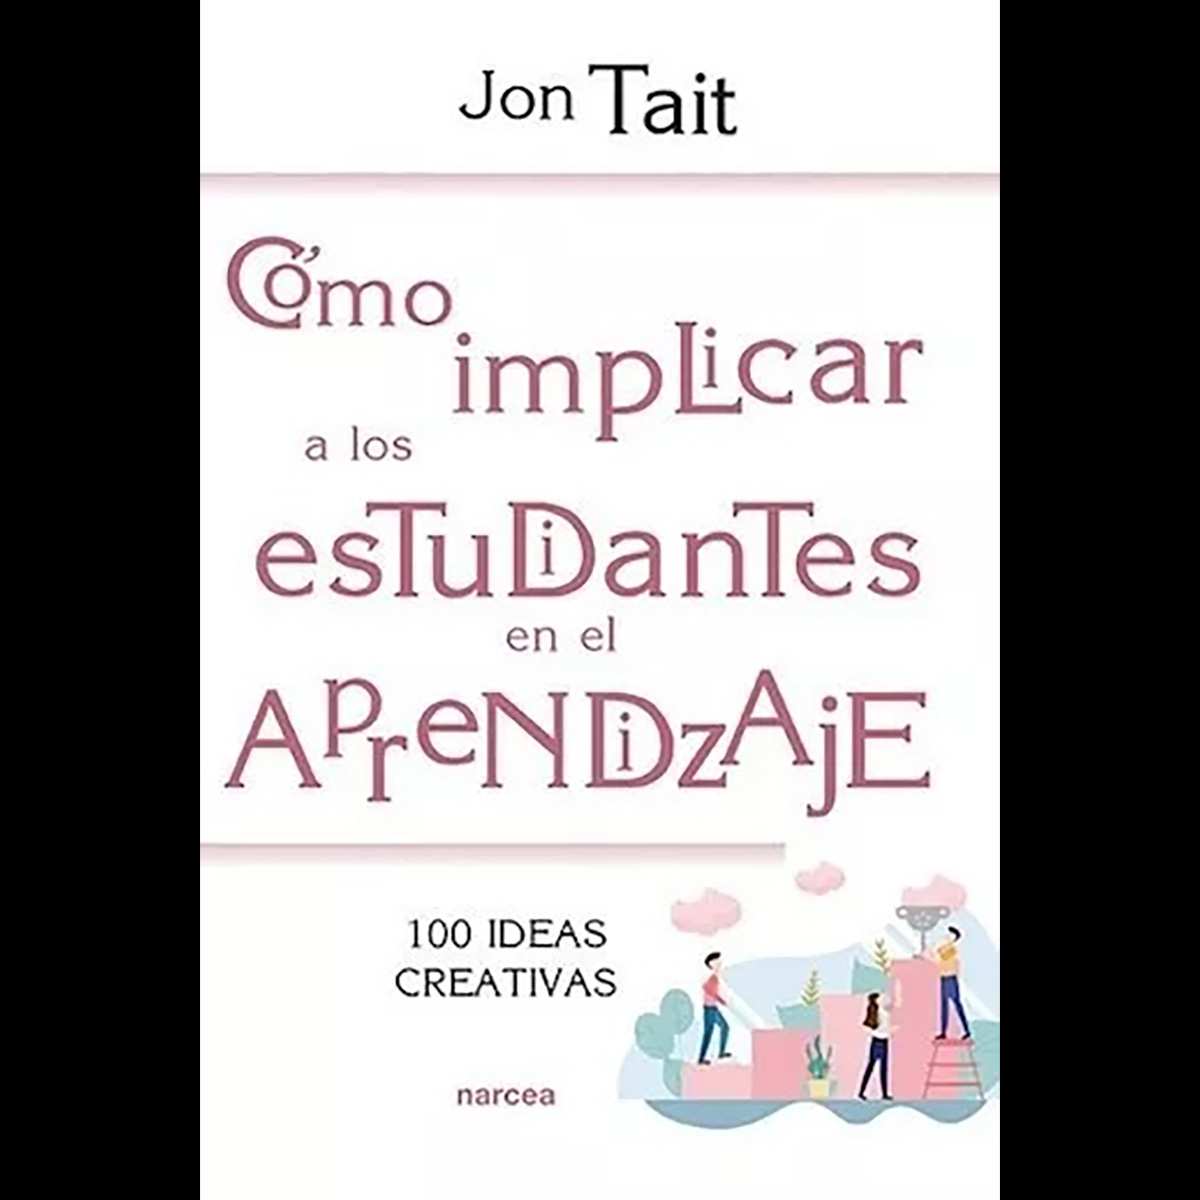 Jon Tait
Cómo
implicar
a los
esTuDianTes
en el
ApreNDizAjE
100 IDEAS
CREATIVAS
narcea